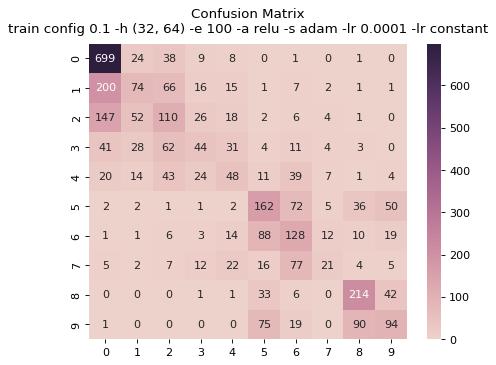 Confusion Matrix
train config 0.1 -h (32, 64) -e 100 -a relu -s adam -lr 0.0001 -lr constant
0 699 24 38 9 8 0 1 0 1 0
1 200 74 66 16 15 1 7 2 1 1
2 147 52 110 26 18 2 6 4 1 0
3 41 28 62 44 31 4 11 4 3 0
4 20 14 43 24 48 11 39 7 1 4
5 2 2 1 1 2 162 72 5 36 50
6 1 1 6 3 14 88 128 12 10 19
7 5 2 7 12 22 16 77 21 4 5
8 0 0 0 1 1 33 6 0 214 42
9 1 0 0 0 0 75 19 0 90 94
0 1 2 3 4 5 6 7 8 9
600
500
400
300
200
100
0